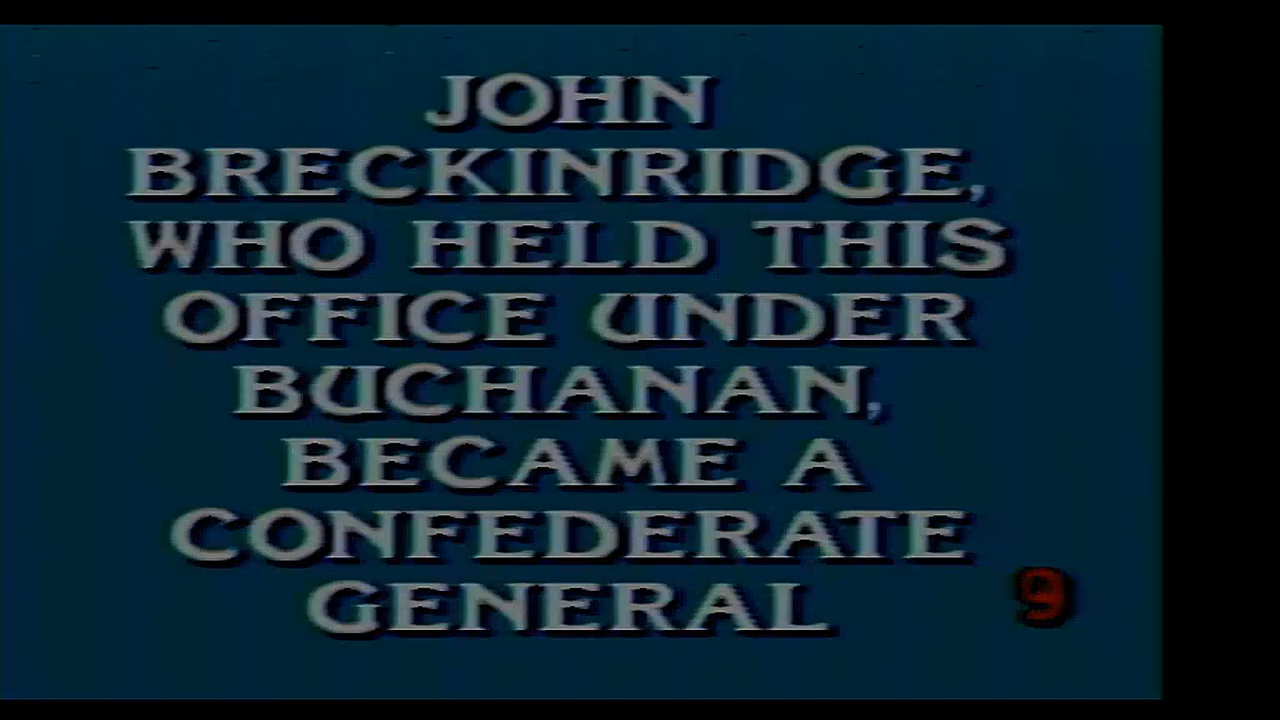 JOHN
BRECKINRIDGE,
WHO HELD THIS
OFFICE UNDER
BUCHANAN,
BECAME A
CONFEDERATE
GENERAL
9